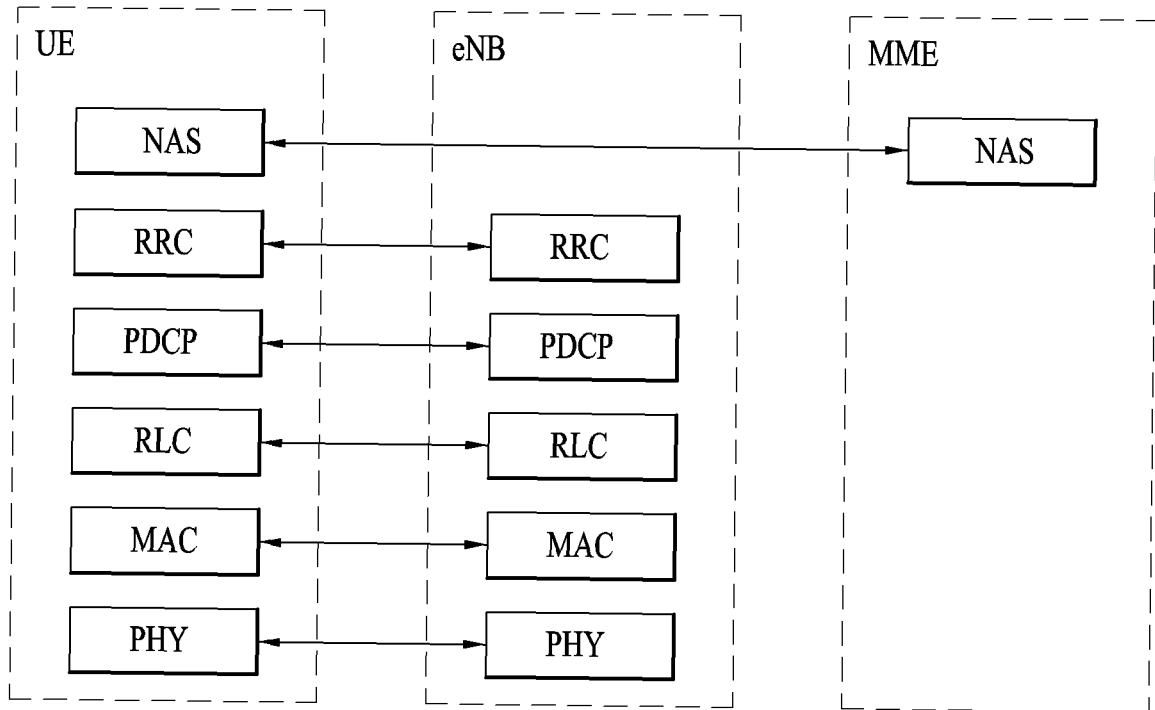 UE
eNB
MME
NAS
NAS
RRC
RRC
PDCP
PDCP
RLC
RLC
MAC
MAC
PHY
PHY